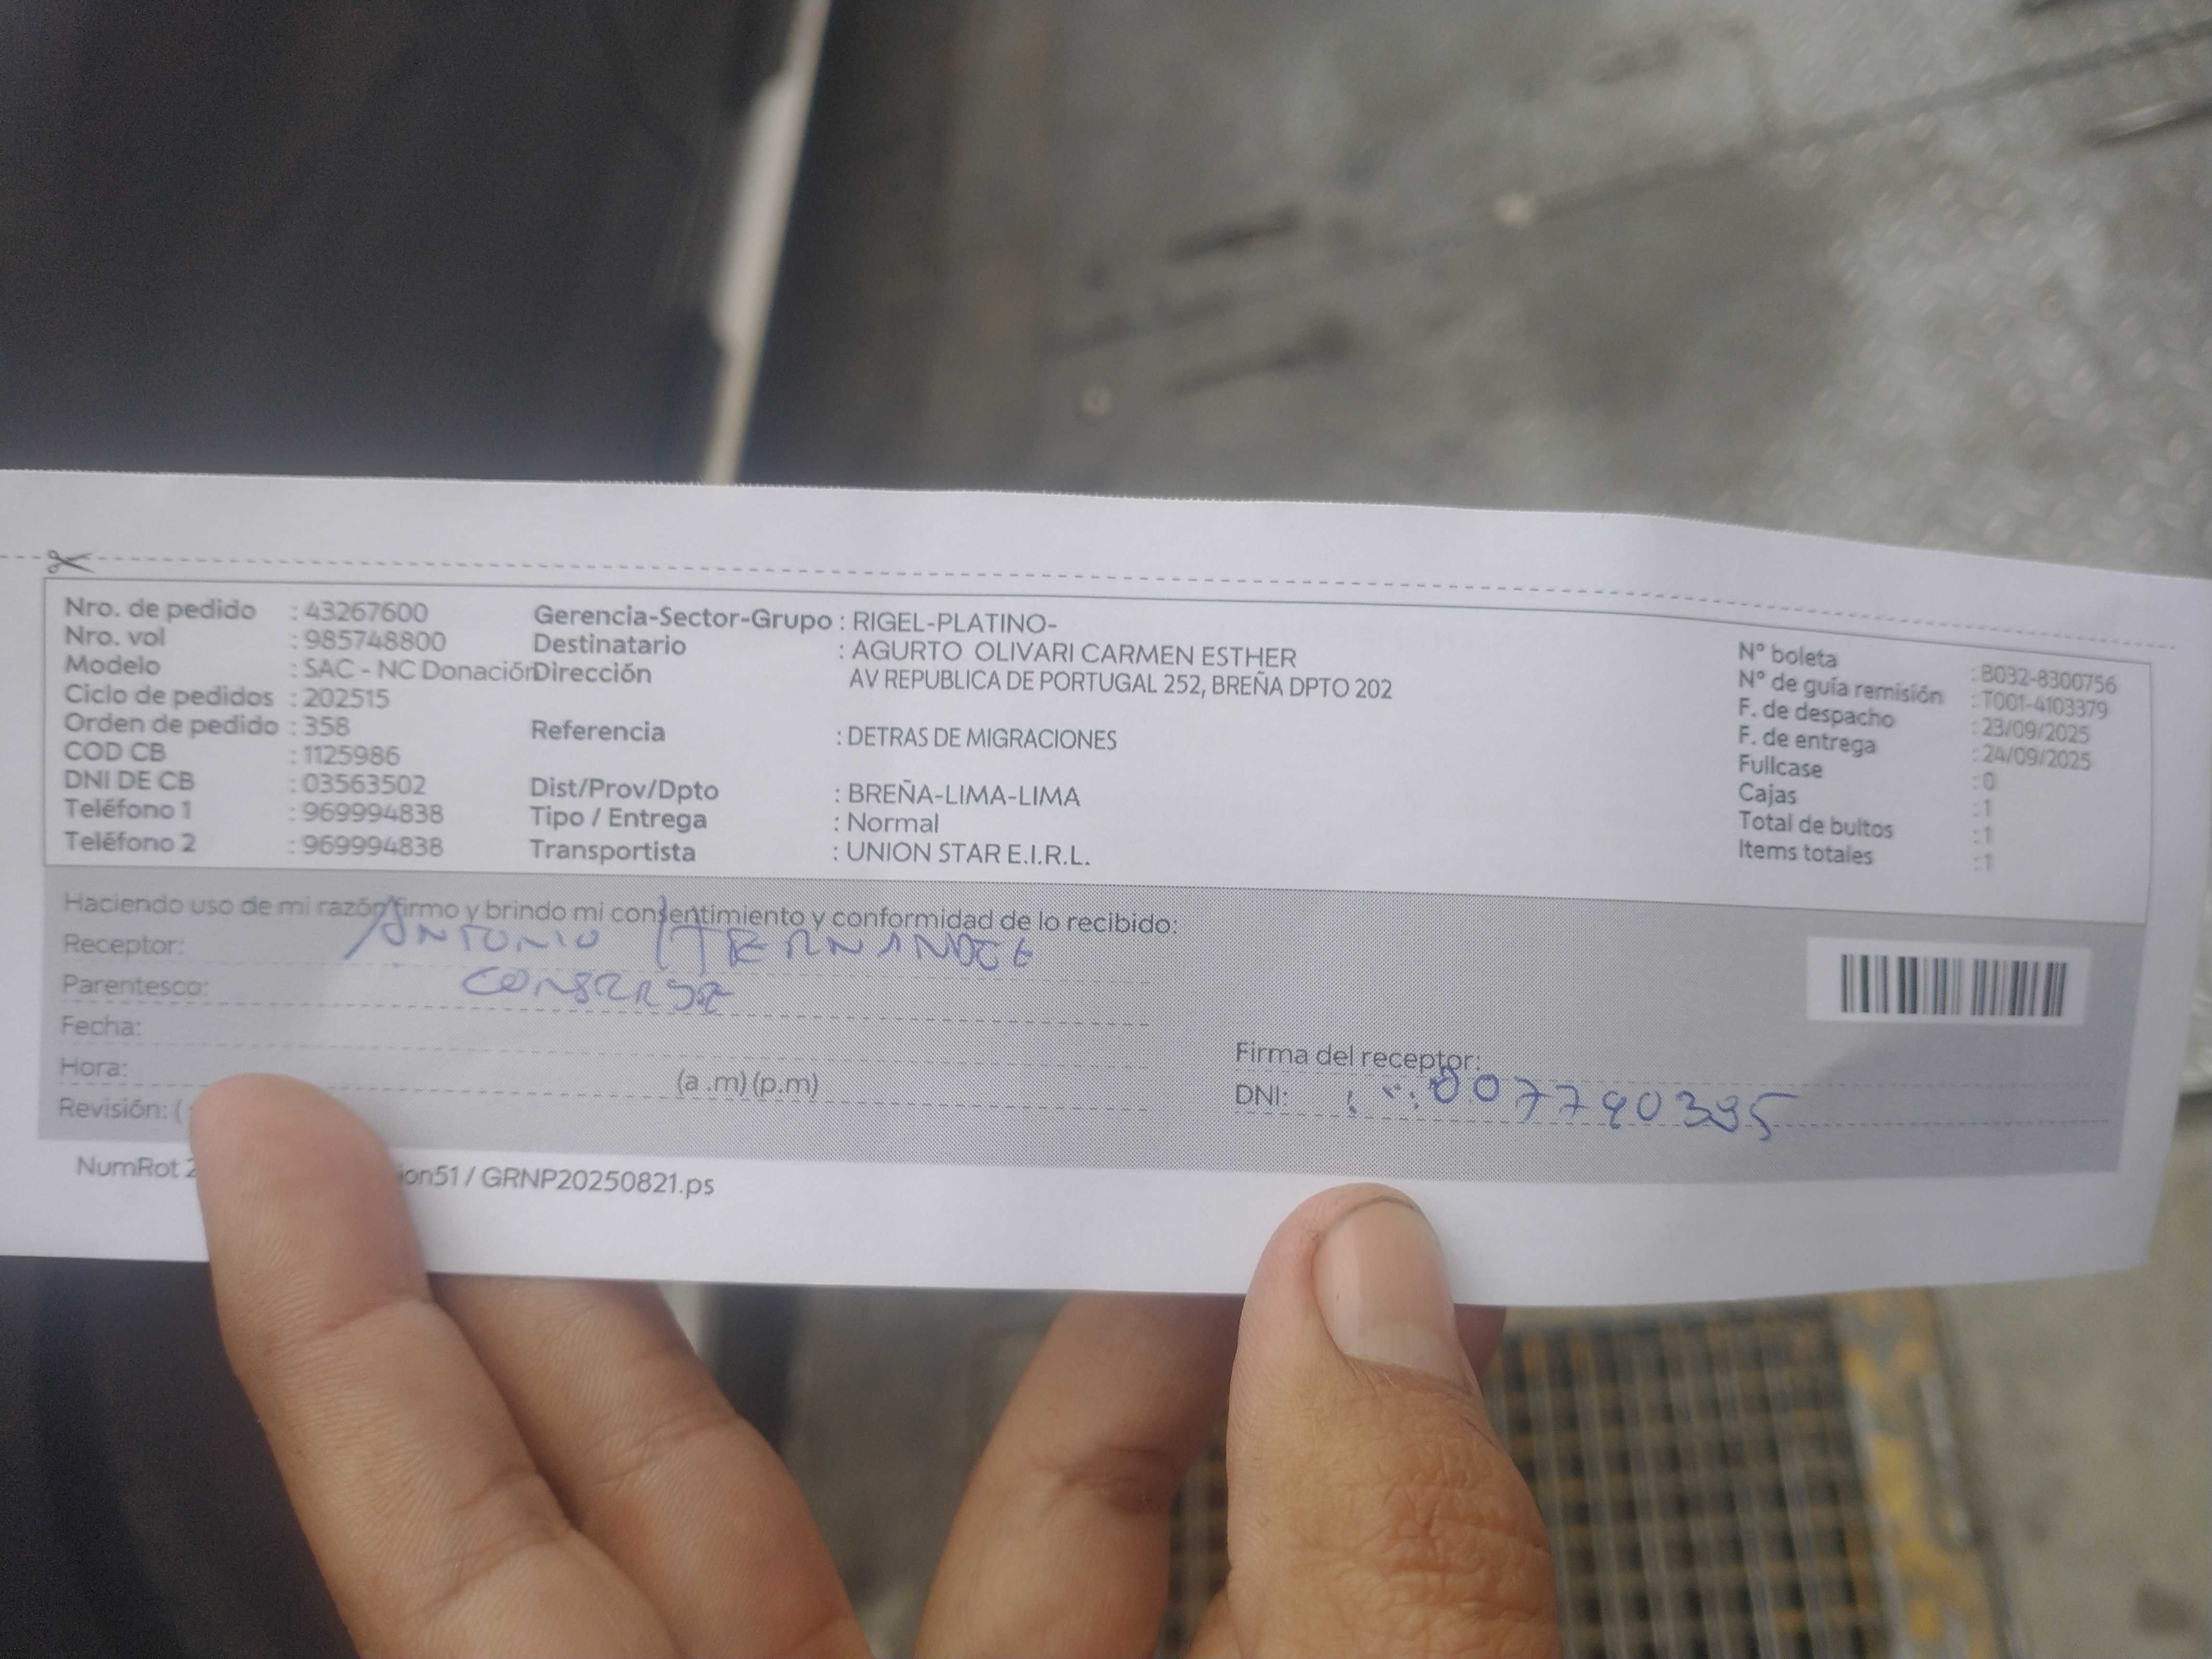 Nro. de pedido : 43267600
Nro. vol : 985748800
Modelo : SAC - NC Donación
Ciclo de pedidos : 202515
Orden de pedido : 358
COD CB : 1125986
DNI DE CB : 03563502
Teléfono 1 : 969994838
Teléfono 2 : 969994838
Gerencia-Sector-Grupo : RIGEL-PLATINO-
Destinatario : AGURTO OLIVARI CARMEN ESTHER
Dirección AV REPUBLICA DE PORTUGAL 252, BREÑA DPTO 202
Referencia : DETRAS DE MIGRACIONES
Dist/Prov/Dpto : BREÑA-LIMA-LIMA
Tipo / Entrega : Normal
Transportista : UNION STAR E.I.R.L.
N° boleta : B032-8300756
N° de guía remisión : T001-4103379
F. de despacho : 23/09/2025
F. de entrega : 24/09/2025
Fullcase : 0
Cajas : 1
Total de bultos : 1
Items totales : 1
Haciendo uso de mi razón firmo y brindo mi consentimiento y conformidad de lo recibido:
Receptor: ANTONIO
Parentesco: CONSERJE
Fecha:
Hora: (a .m) (p.m)
Revisión: (
Firma del receptor:
DNI:
NumRot 2 ion51 / GRNP20250821.ps